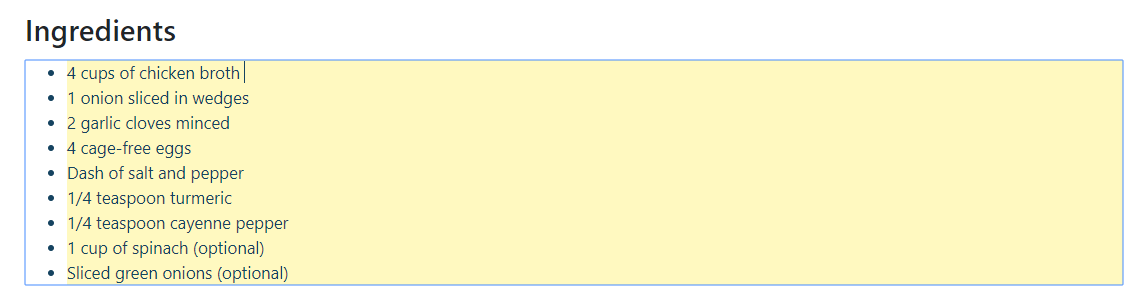 Ingredients
• 4 cups of chicken broth
• 1 onion sliced in wedges
• 2 garlic cloves minced
• 4 cage-free eggs
• Dash of salt and pepper
• 1/4 teaspoon turmeric
• 1/4 teaspoon cayenne pepper
• 1 cup of spinach (optional)
• Sliced green onions (optional)